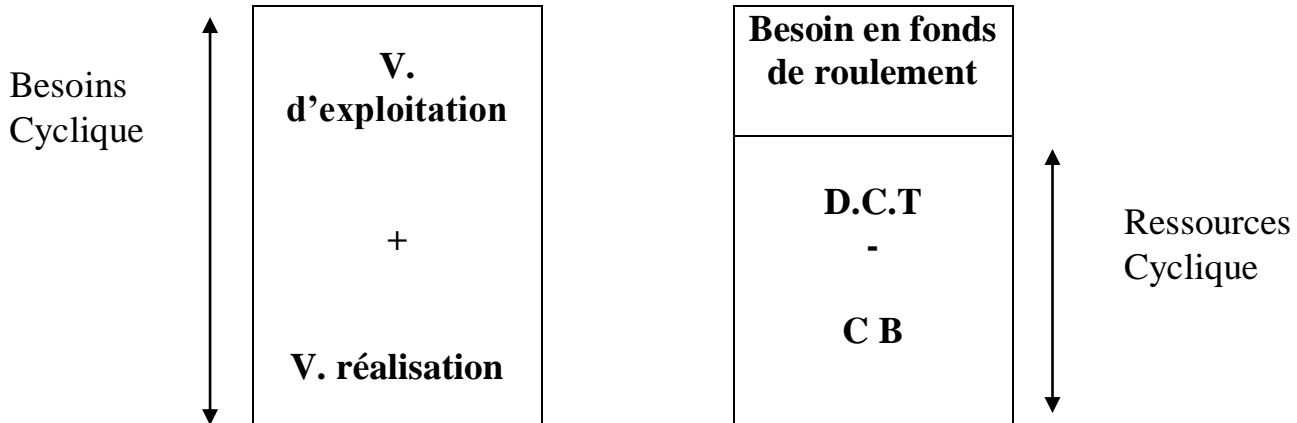 Besoins
Cyclique
V.
d’exploitation
+
V. réalisation
Besoin en fonds
de roulement
D.C.T
-
C B
Ressources
Cyclique